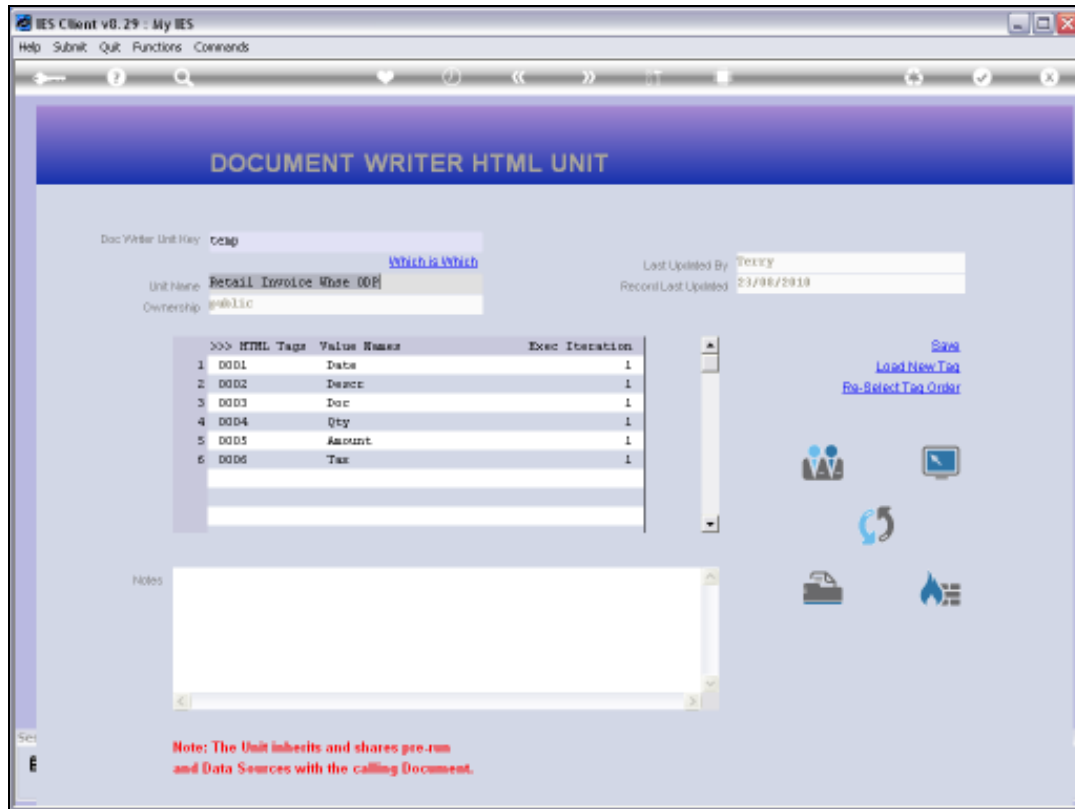 IES Client v8.29 : My IES
Help Submit Quit Functions Commands
DOCUMENT WRITER HTML UNIT
Doc Writer Unit Key temp
Which is Which
Unit Name Retail Invoice Whse ODP
Ownership public
Last Updated By Terry
Record Last Updated 23/08/2010
>>> HTML Tags Value Names Exec Iteration
1 0001 Date 1
2 0002 Descr 1
3 0003 Doc 1
4 0004 Qty 1
5 0005 Amount 1
6 0006 Tax 1
Save
Load New Tag
Re-Select Tag Order
Notes
Note: The Unit inherits and shares pre-run
and Data Sources with the calling Document.